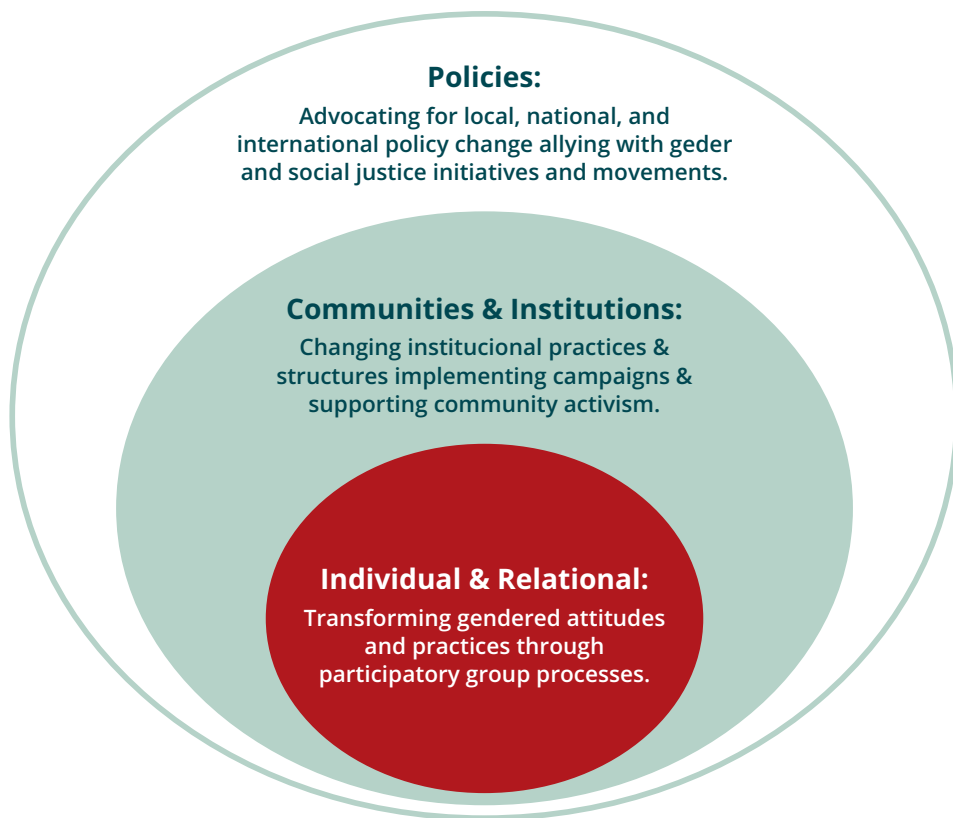 Policies:
Advocating for local, national, and
international policy change allying with geder
and social justice initiatives and movements.
Communities & Institutions:
Changing institucional practices &
structures implementing campaigns &
supporting community activism.
Individual & Relational:
Transforming gendered attitudes
and practices through
participatory group processes.